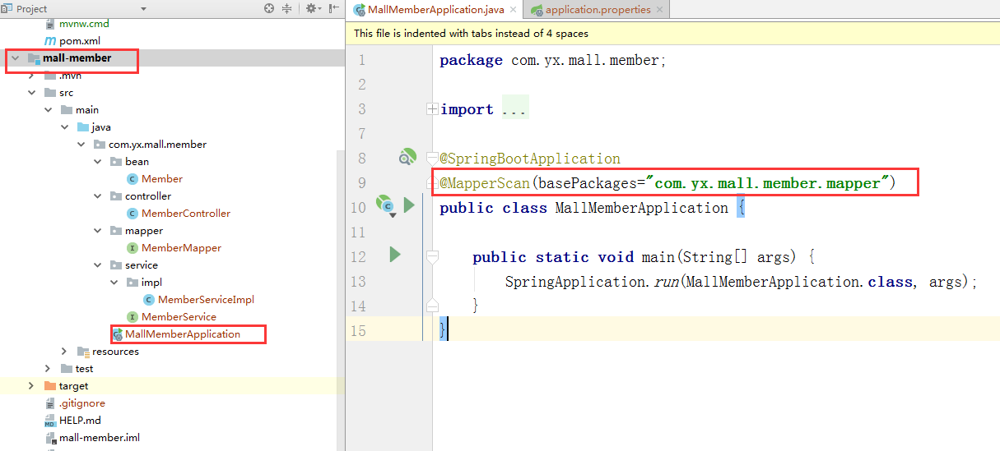 Project
mvnw.cmd
pom.xml
mall-member
.mvn
src
main
java
com.yx.mall.member
bean
Member
controller
MemberController
mapper
MemberMapper
service
impl
MemberServiceImpl
MemberService
MallMemberApplication
resources
test
target
.gitignore
HELP.md
mall-member.iml
MallMemberApplication.java
application.properties
This file is indented with tabs instead of 4 spaces
1 package com.yx.mall.member;
2
3 import ...
7
8 @SpringBootApplication
9 @MapperScan(basePackages="com.yx.mall.member.mapper")
10 public class MallMemberApplication {
11
12 public static void main(String[] args) {
13 SpringApplication.run(MallMemberApplication.class, args);
14 }
15 }